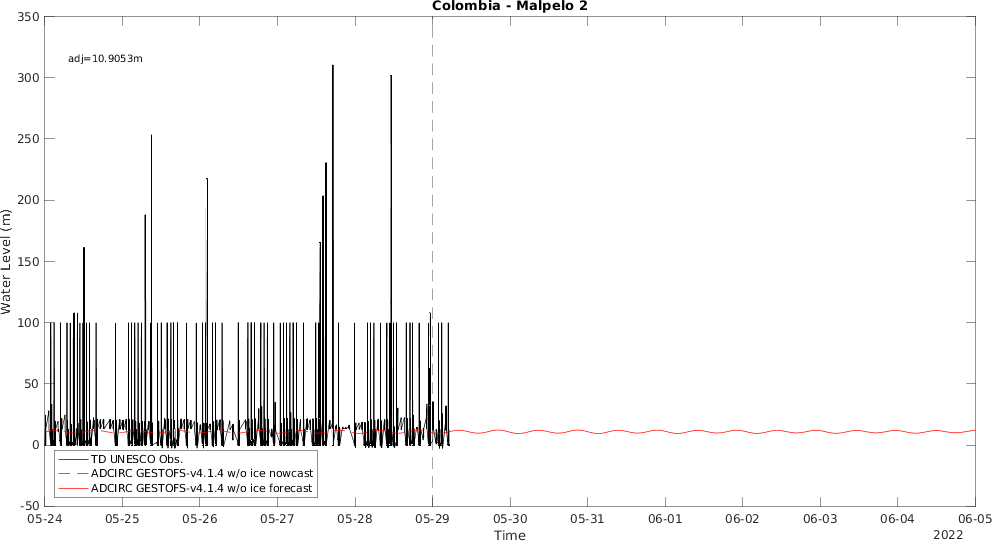 Colombia - Malpelo 2
adj=10.9053m
Water Level (m)
350
300
250
200
150
100
50
0
-50
TD UNESCO Obs.
ADCIRC GESTOFS-v4.1.4 w/o ice nowcast
ADCIRC GESTOFS-v4.1.4 w/o ice forecast
05-24 05-25 05-26 05-27 05-28 05-29 05-30 05-31 06-01 06-02 06-03 06-04 06-05
Time
2022